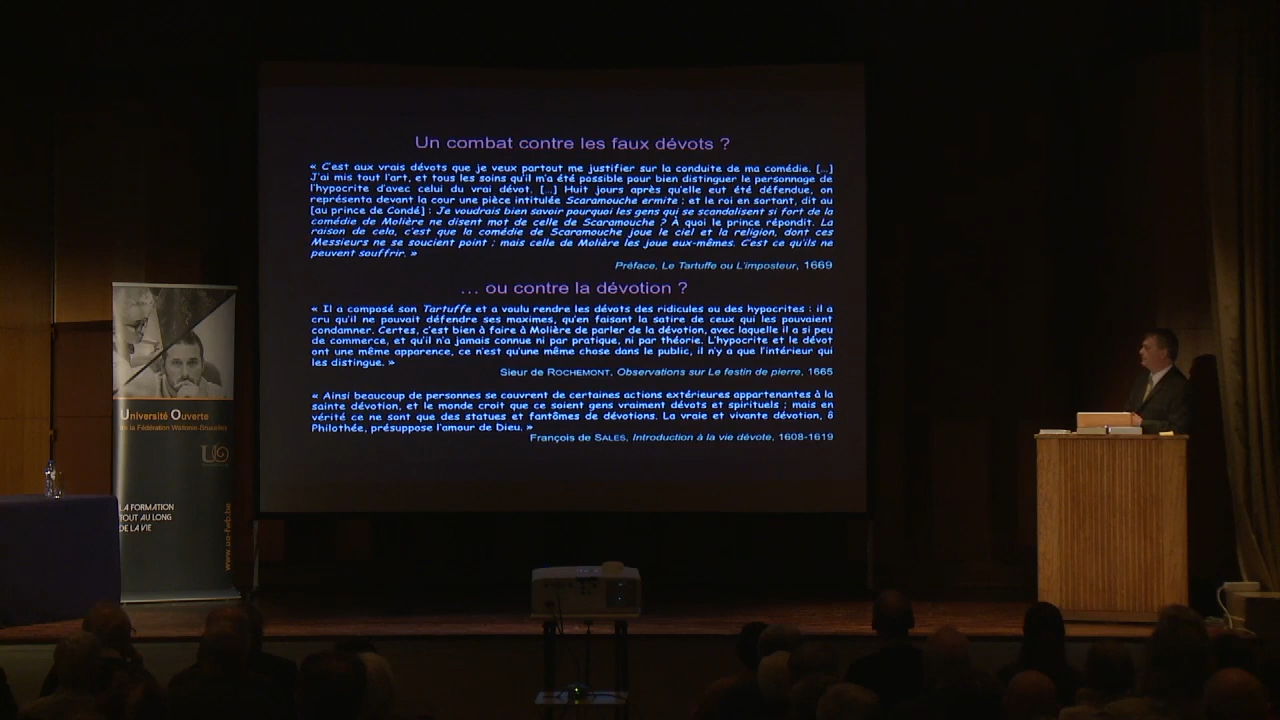 Un combat contre les faux dévots ?
« C'est aux vrais dévots que je veux partout me justifier sur la conduite de ma comédie. […]
J'ai mis tout l'art, et tous les soins qu'il m'a été possible pour bien distinguer le personnage de
l'hypocrite d'avec celui du vrai dévot. […] Huit jours après qu'elle eut été défendue, on
représenta devant la cour une pièce intitulée Scaramouche ermite ; et le roi en sortant, dit au
[au prince de Condé] : Je voudrais bien savoir pourquoi les gens qui se scandalisent si fort de la
comédie de Molière ne disent mot de celle de Scaramouche ? À quoi le prince répondit. La
raison de cela, c'est que la comédie de Scaramouche joue le ciel et la religion, dont ces
Messieurs ne se soucient point ; mais celle de Molière les joue eux-mêmes. C'est ce qu'ils ne
peuvent souffrir. »
Préface, Le Tartuffe ou L'imposteur, 1669
… ou contre la dévotion ?
« Il a composé son Tartuffe et a voulu rendre les dévots des ridicules ou des hypocrites : il a
cru qu'il ne pouvait défendre ses maximes, qu'en faisant la satire de ceux qui les pouvaient
condamner. Certes, c'est bien à faire à Molière de parler de la dévotion, avec laquelle il a si peu
de commerce, et qu'il n'a jamais connue ni par pratique, ni par théorie. L'hypocrite et le dévot
ont une même apparence, ce n'est qu'une même chose dans le public, il n'y a que l'intérieur qui
les distingue. »
Sieur de ROCHEMONT, Observations sur Le festin de pierre, 1665
« Ainsi beaucoup de personnes se couvrent de certaines actions extérieures appartenantes à la
sainte dévotion, et le monde croit que ce soient gens vraiment dévots et spirituels ; mais en
vérité ce ne sont que des statues et fantômes de dévotions. La vraie et vivante dévotion, ô
Philothée, présuppose l'amour de Dieu. »
François de SALES, Introduction à la vie dévote, 1608-1619
Université Ouverte
de la Fédération Wallonie-Bruxelles
UO
LA FORMATION
TOUT AU LONG
DE LA VIE
www.uo-fwb.be